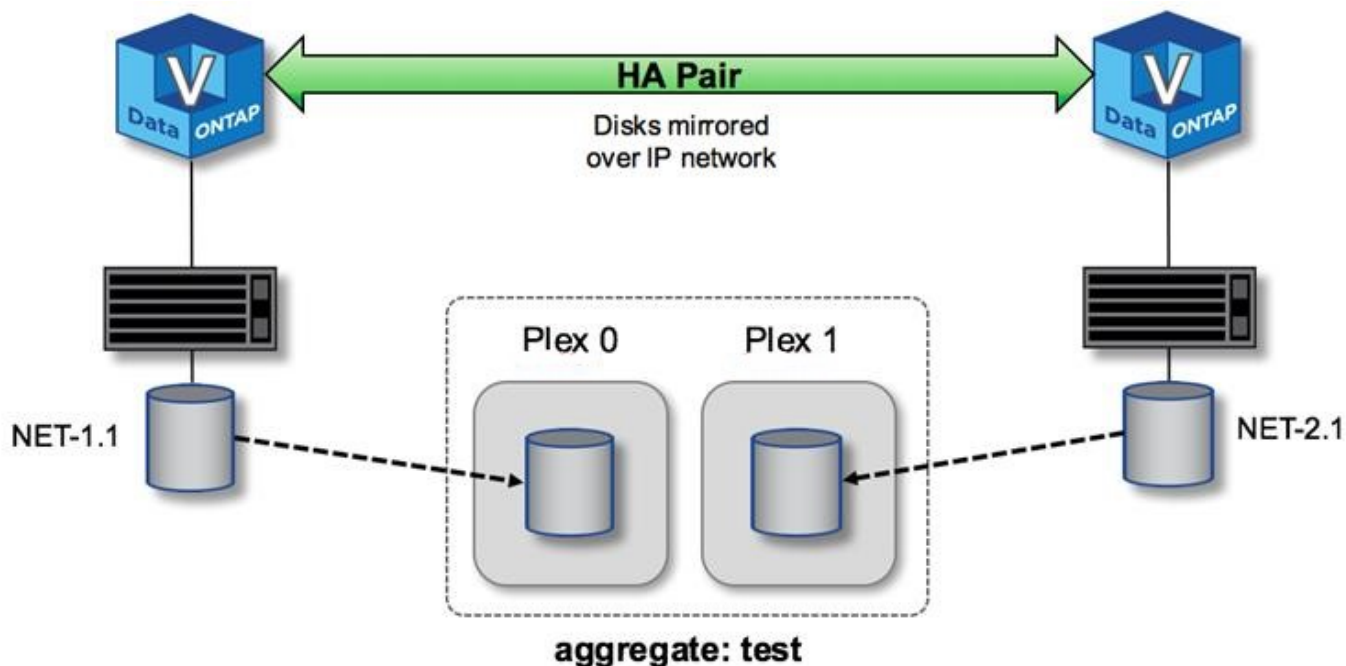 V
Data ONTAP
HA Pair
V
Data ONTAP
Disks mirrored
over IP network
Plex 0
Plex 1
NET-1.1
NET-2.1
aggregate: test